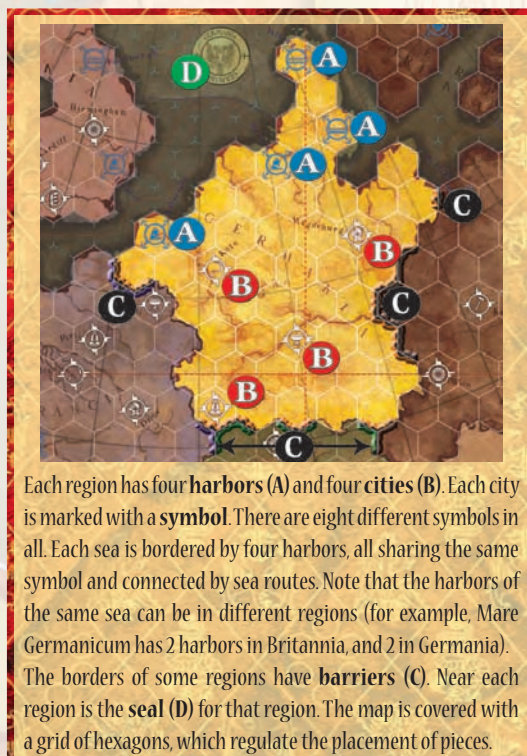 D
A
A
A
A
C
B
B
C
C
B
B
C
GERMANIA
Each region has four harbors (A) and four cities (B). Each city
is marked with a symbol. There are eight different symbols in
all. Each sea is bordered by four harbors, all sharing the same
symbol and connected by sea routes. Note that the harbors of
the same sea can be in different regions (for example, Mare
Germanicum has 2 harbors in Britannia, and 2 in Germania).
The borders of some regions have barriers (C). Near each
region is the seal (D) for that region. The map is covered with
a grid of hexagons, which regulate the placement of pieces.